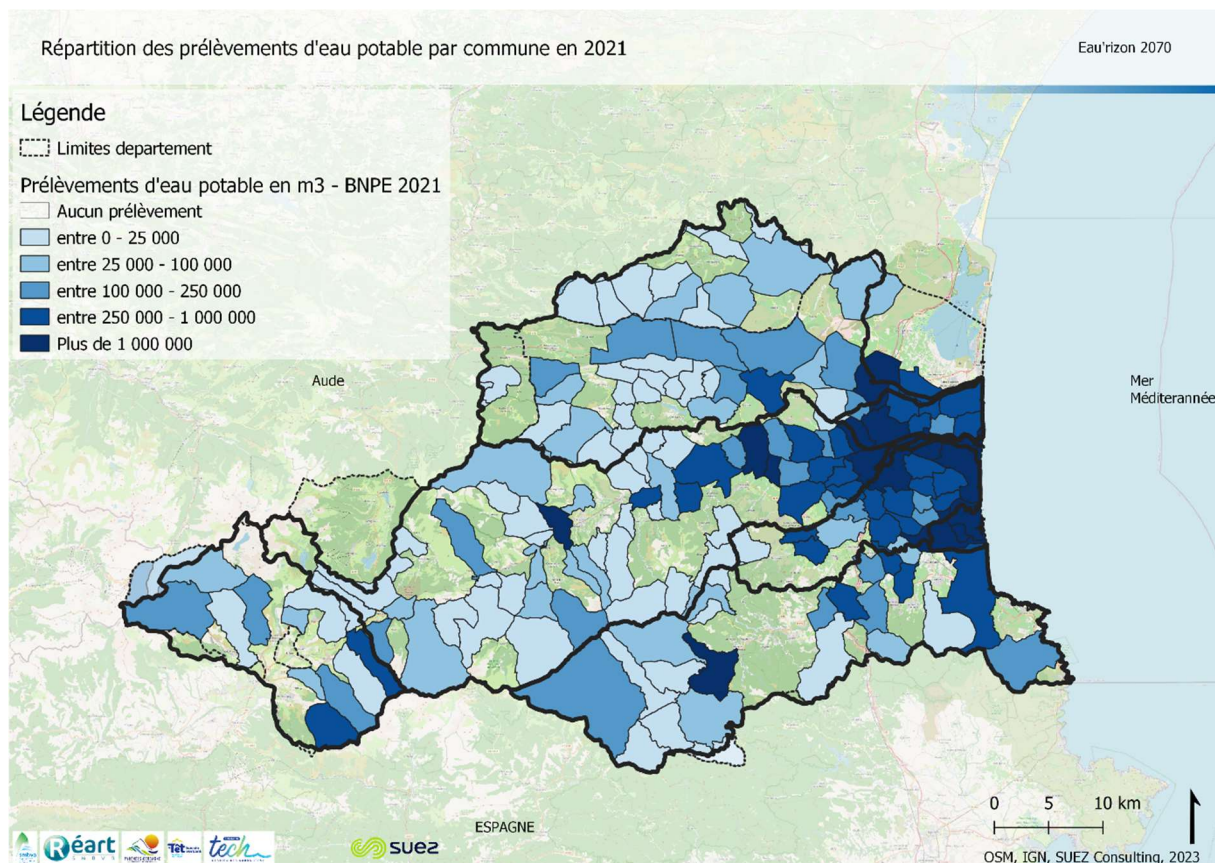 Répartition des prélèvements d'eau potable par commune en 2021
Eau'rizon 2070
Légende
Limites departement
Prélèvements d'eau potable en m3 - BNPE 2021
Aucun prélèvement
entre 0 - 25 000
entre 25 000 - 100 000
entre 100 000 - 250 000
entre 250 000 - 1 000 000
Plus de 1 000 000
Aude
Mer
Méditerannée
ESPAGNE
0 5 10 km
Réart
Têt
tech
suez
OSM, IGN, SUEZ Consulting, 2023